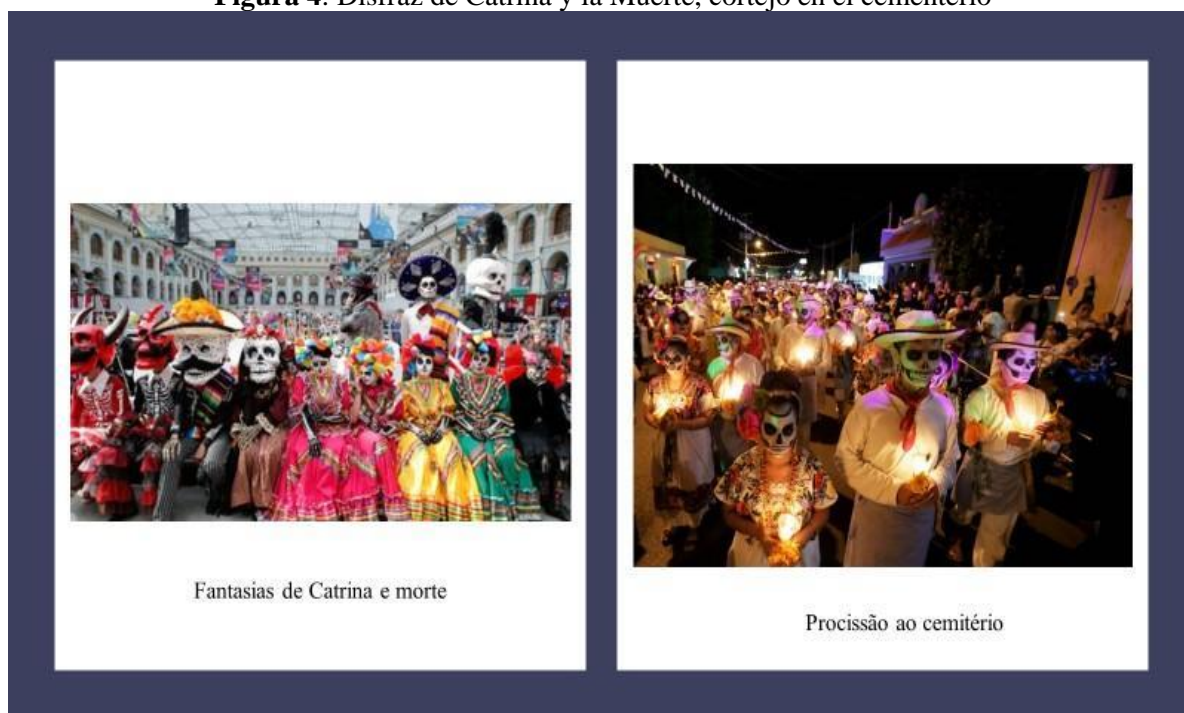 Figura 4: Disfraz de Catrina y la Muerte, cortejo en el cementerio
Fantasias de Catrina e morte
Procissão ao cemitério